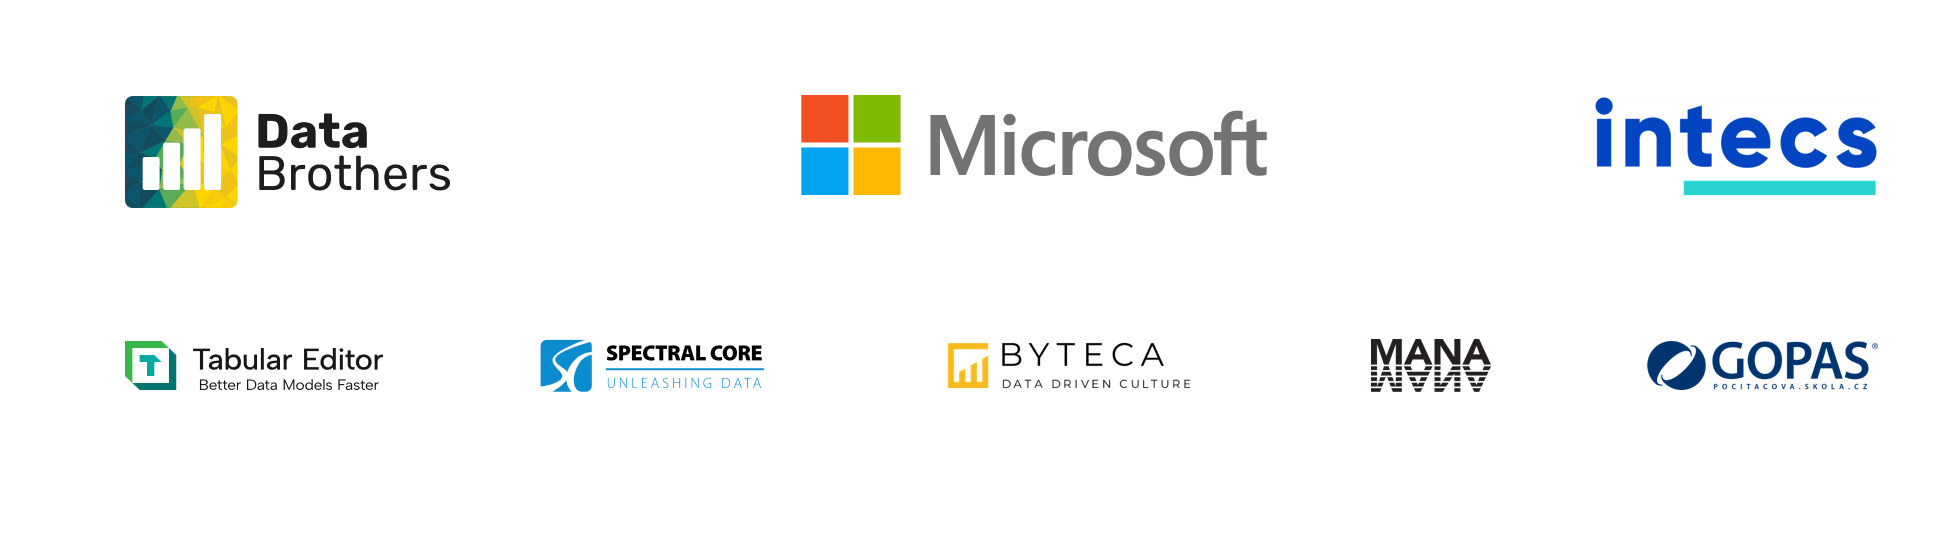 Data
Brothers
Microsoft
intecs
Tabular Editor
Better Data Models Faster
SPECTRAL CORE
UNLEASHING DATA
BYTECA
DATA DRIVEN CULTURE
MANA
MANA
GOPAS®
POCITACOVA.SKOLA.CZ